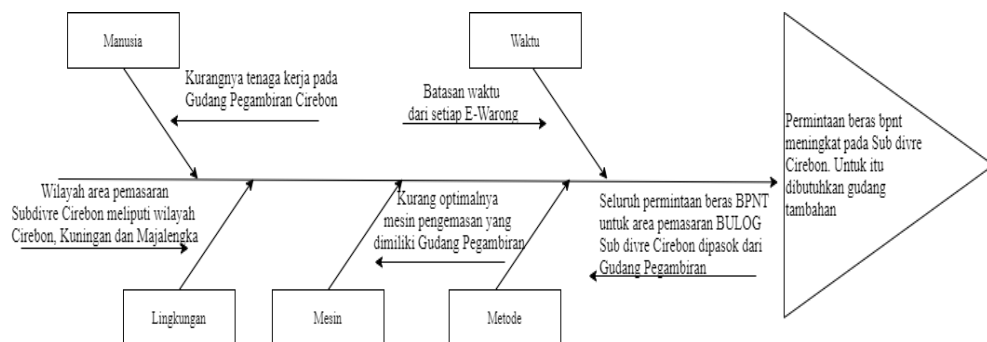 Manusia
Waktu
Kurangnya tenaga kerja pada
Gudang Pegambiran Cirebon
Batasan waktu
dari setiap E-Warong
Permintaan beras bpnt
meningkat pada Sub divre
Cirebon. Untuk itu
dibutuhkan gudang
tambahan
Wilayah area pemasaran
Subdivre Cirebon meliputi wilayah
Cirebon, Kuningan dan Majalengka
Kurang optimalnya
mesin pengemasan yang
dimiliki Gudang Pegambiran
Seluruh permintaan beras BPNT
untuk area pemasaran BULOG
Sub divre Cirebon dipasok dari
Gudang Pegambiran
Lingkungan
Mesin
Metode